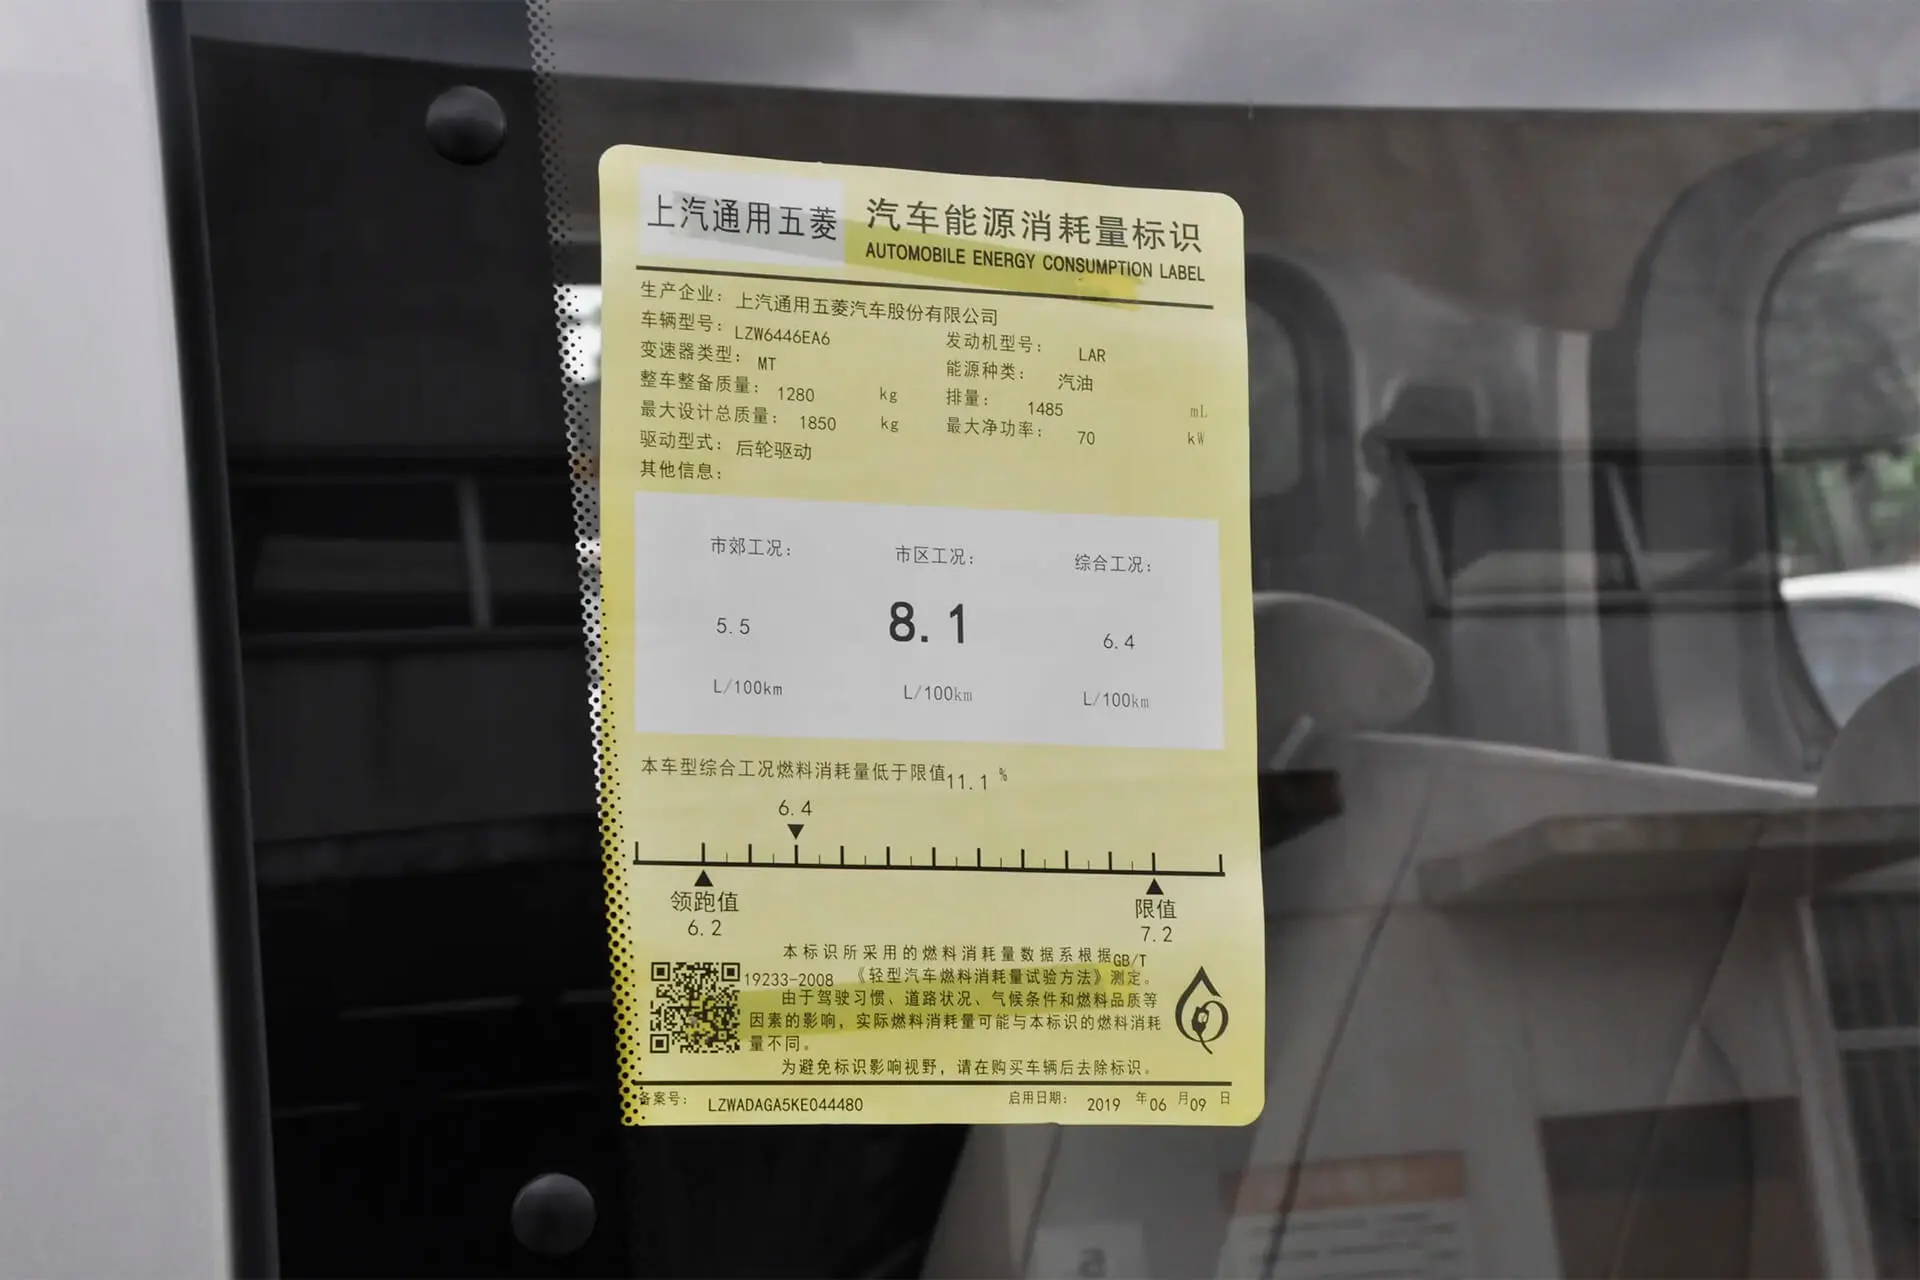 上汽通用五菱
汽车能源消耗量标识
AUTOMOBILE ENERGY CONSUMPTION LABEL
生产企业: 上汽通用五菱汽车股份有限公司
车辆型号: LZW6446EA6 发动机型号: LAR
变速器类型: MT 能源种类: 汽油
整车整备质量: 1280 kg 排量: 1485 mL
最大设计总质量: 1850 kg 最大净功率: 70 kW
驱动型式: 后轮驱动
其他信息:
市郊工况: 市区工况: 综合工况:
5.5 8.1 6.4
L/100km L/100km L/100km
本车型综合工况燃料消耗量低于限值11.1 %
6.4
领跑值 限值
6.2 7.2
本标识所采用的燃料消耗量数据系根据GB/T
19233-2008 《轻型汽车燃料消耗量试验方法》测定。
由于驾驶习惯、道路状况、气候条件和燃料品质等
因素的影响,实际燃料消耗量可能与本标识的燃料消耗
量不同。
为避免标识影响视野,请在购买车辆后去除标识。
备案号: LZWADAGA5KE044480 启用日期: 2019 年06 月09 日